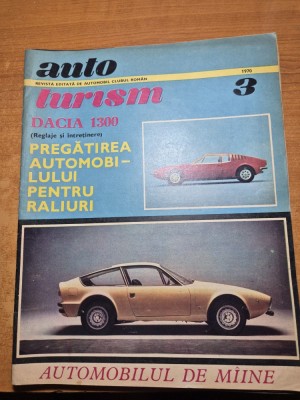 auto
REVISTA EDITATĂ DE AUTOMOBIL CLUBUL ROMÂN
1970
turism
3
DACIA 1300
(Reglaje și întreținere)
PREGĂTIREA
AUTOMOBI-
LULUI
PENTRU
RALIURI
AUTOMOBILUL DE MÎINE